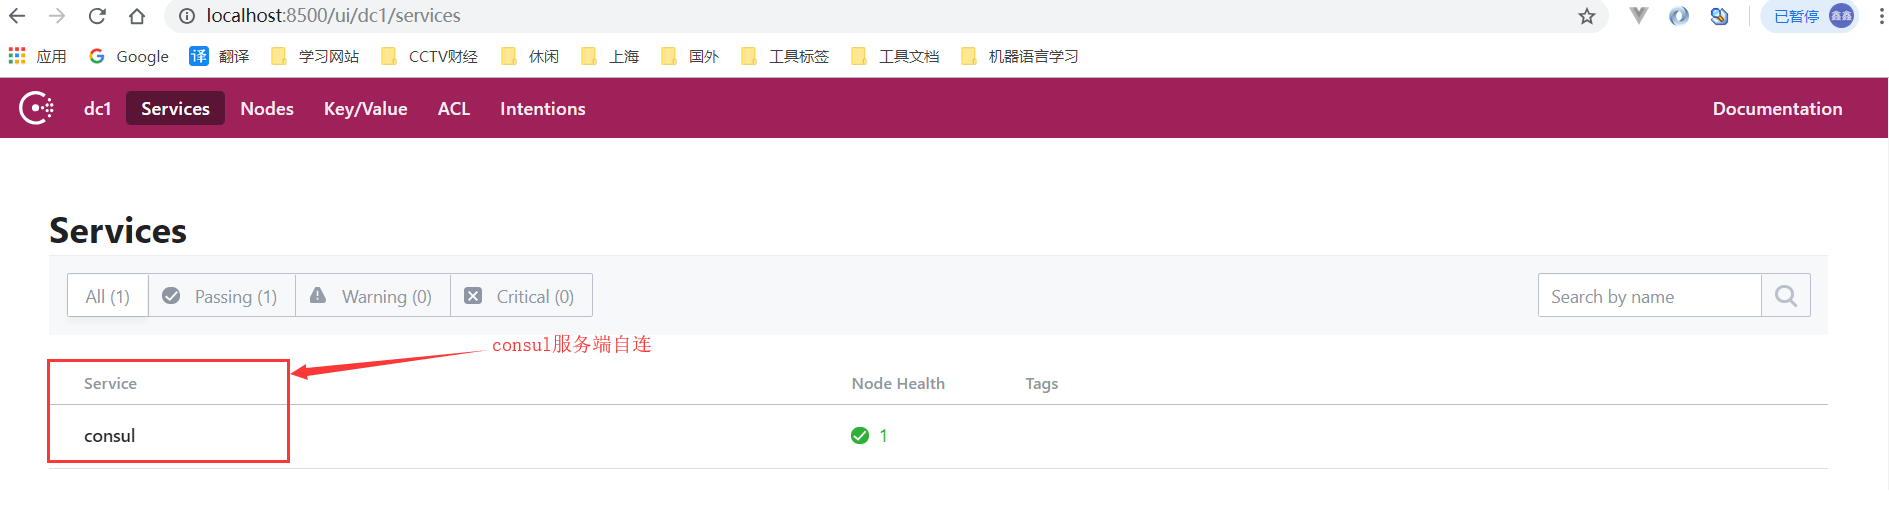 localhost:8500/ui/dc1/services
已暂停 鑫鑫
应用 Google 译 翻译 学习网站 CCTV财经 休闲 上海 国外 工具标签 工具文档 机器语言学习
dc1 Services Nodes Key/Value ACL Intentions Documentation
Services
All (1) Passing (1) Warning (0) Critical (0) Search by name
consul服务端自连
Service Node Health Tags
consul 1